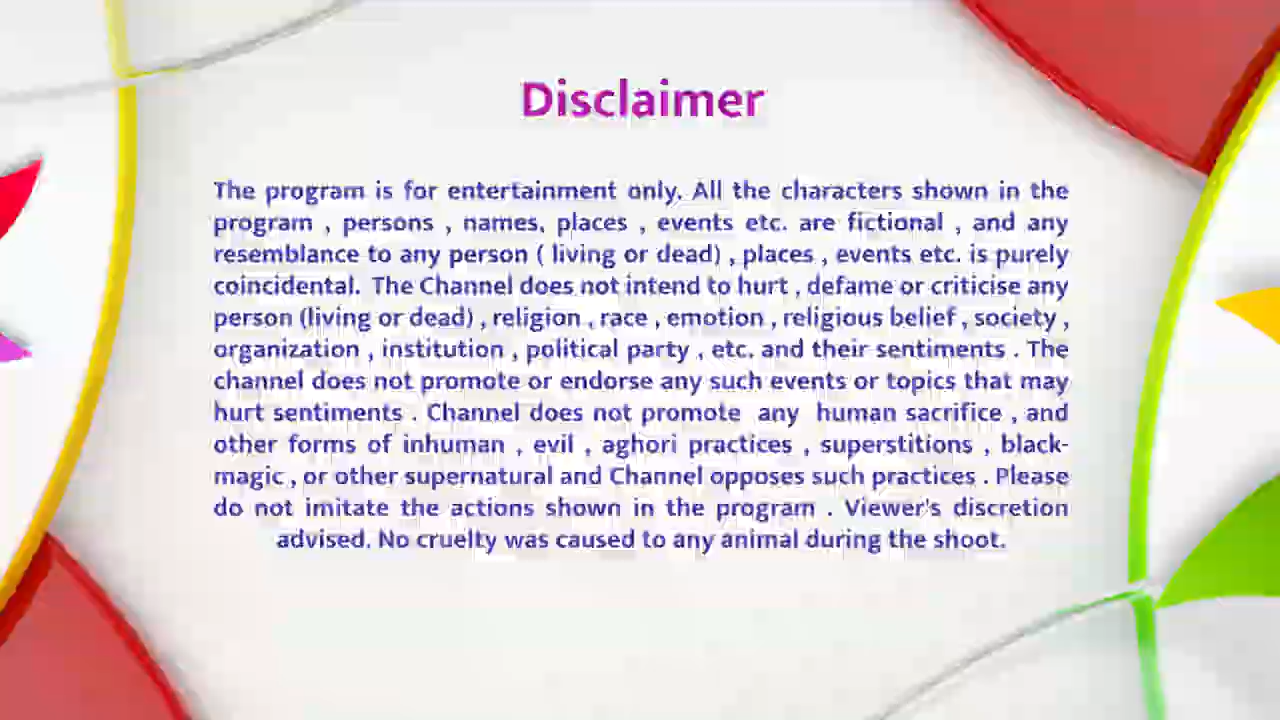 Disclaimer
The program is for entertainment only. All the characters shown in the
program , persons , names, places , events etc. are fictional , and any
resemblance to any person ( living or dead) , places , events etc. is purely
coincidental. The Channel does not intend to hurt , defame or criticise any
person (living or dead) , religion , race , emotion , religious belief , society ,
organization , institution , political party , etc. and their sentiments . The
channel does not promote or endorse any such events or topics that may
hurt sentiments . Channel does not promote any human sacrifice , and
other forms of inhuman , evil , aghori practices , superstitions , black-
magic , or other supernatural and Channel opposes such practices . Please
do not imitate the actions shown in the program . Viewer's discretion
advised. No cruelty was caused to any animal during the shoot.